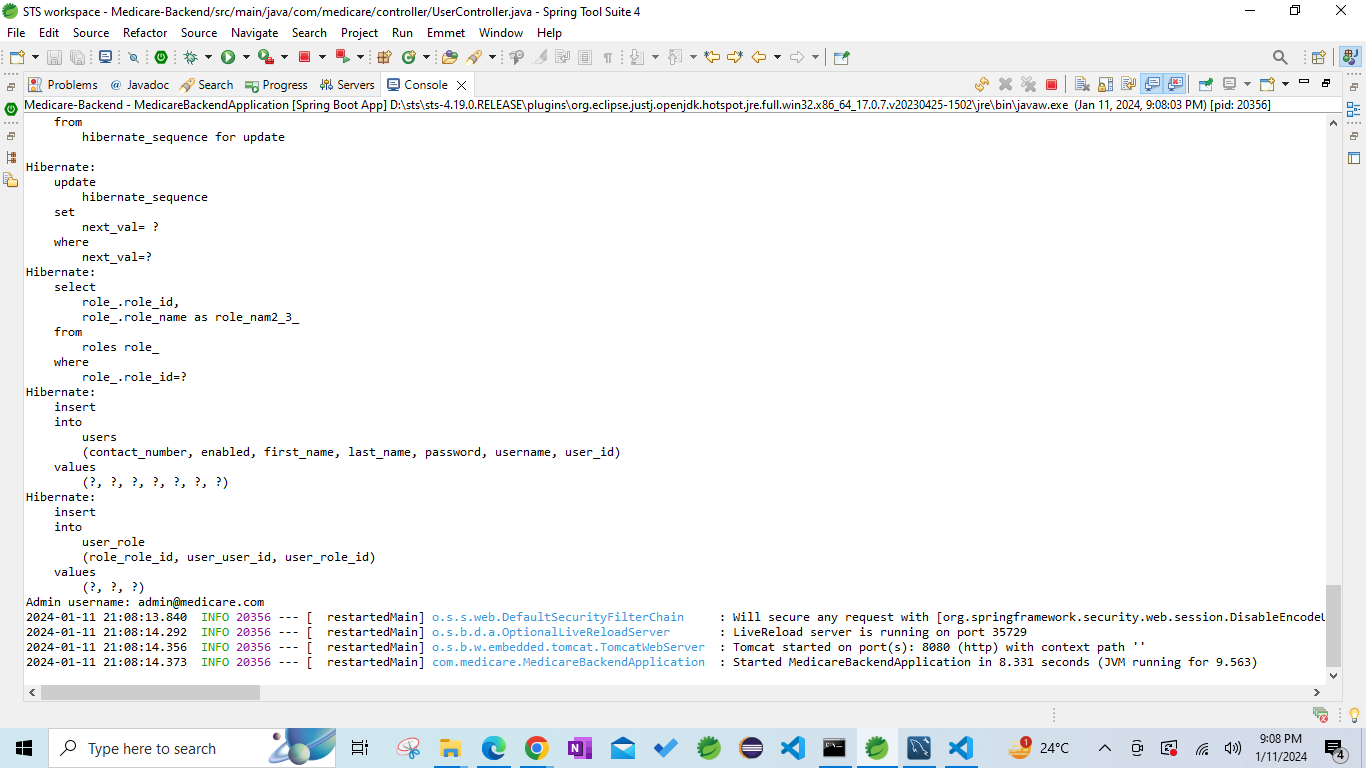 STS workspace - Medicare-Backend/src/main/java/com/medicare/controller/UserController.java - Spring Tool Suite 4
File Edit Source Refactor Source Navigate Search Project Run Emmet Window Help
Problems @ Javadoc Search Progress Servers Console
Medicare-Backend - MedicareBackendApplication [Spring Boot App] D:\sts\sts-4.19.0.RELEASE\plugins\org.eclipse.justj.openjdk.hotspot.jre.full.win32.x86_64_17.0.7.v20230425-1502\jre\bin\javaw.exe (Jan 11, 2024, 9:08:03 PM) [pid: 20356]
from
hibernate_sequence for update
Hibernate:
update
hibernate_sequence
set
next_val= ?
where
next_val=?
Hibernate:
select
role_.role_id,
role_.role_name as role_nam2_3_
from
roles role_
where
role_.role_id=?
Hibernate:
insert
into
users
(contact_number, enabled, first_name, last_name, password, username, user_id)
values
(?, ?, ?, ?, ?, ?, ?)
Hibernate:
insert
into
user_role
(role_role_id, user_user_id, user_role_id)
values
(?, ?, ?)
Admin username: admin@medicare.com
2024-01-11 21:08:13.840 INFO 20356 --- [ restartedMain] o.s.s.web.DefaultSecurityFilterChain : Will secure any request with [org.springframework.security.web.session.DisableEncodeU
2024-01-11 21:08:14.292 INFO 20356 --- [ restartedMain] o.s.b.d.a.OptionalLiveReloadServer : LiveReload server is running on port 35729
2024-01-11 21:08:14.356 INFO 20356 --- [ restartedMain] o.s.b.w.embedded.tomcat.TomcatWebServer : Tomcat started on port(s): 8080 (http) with context path ''
2024-01-11 21:08:14.373 INFO 20356 --- [ restartedMain] com.medicare.MedicareBackendApplication : Started MedicareBackendApplication in 8.331 seconds (JVM running for 9.563)
Type here to search
1
24°C
9:08 PM
1/11/2024
4